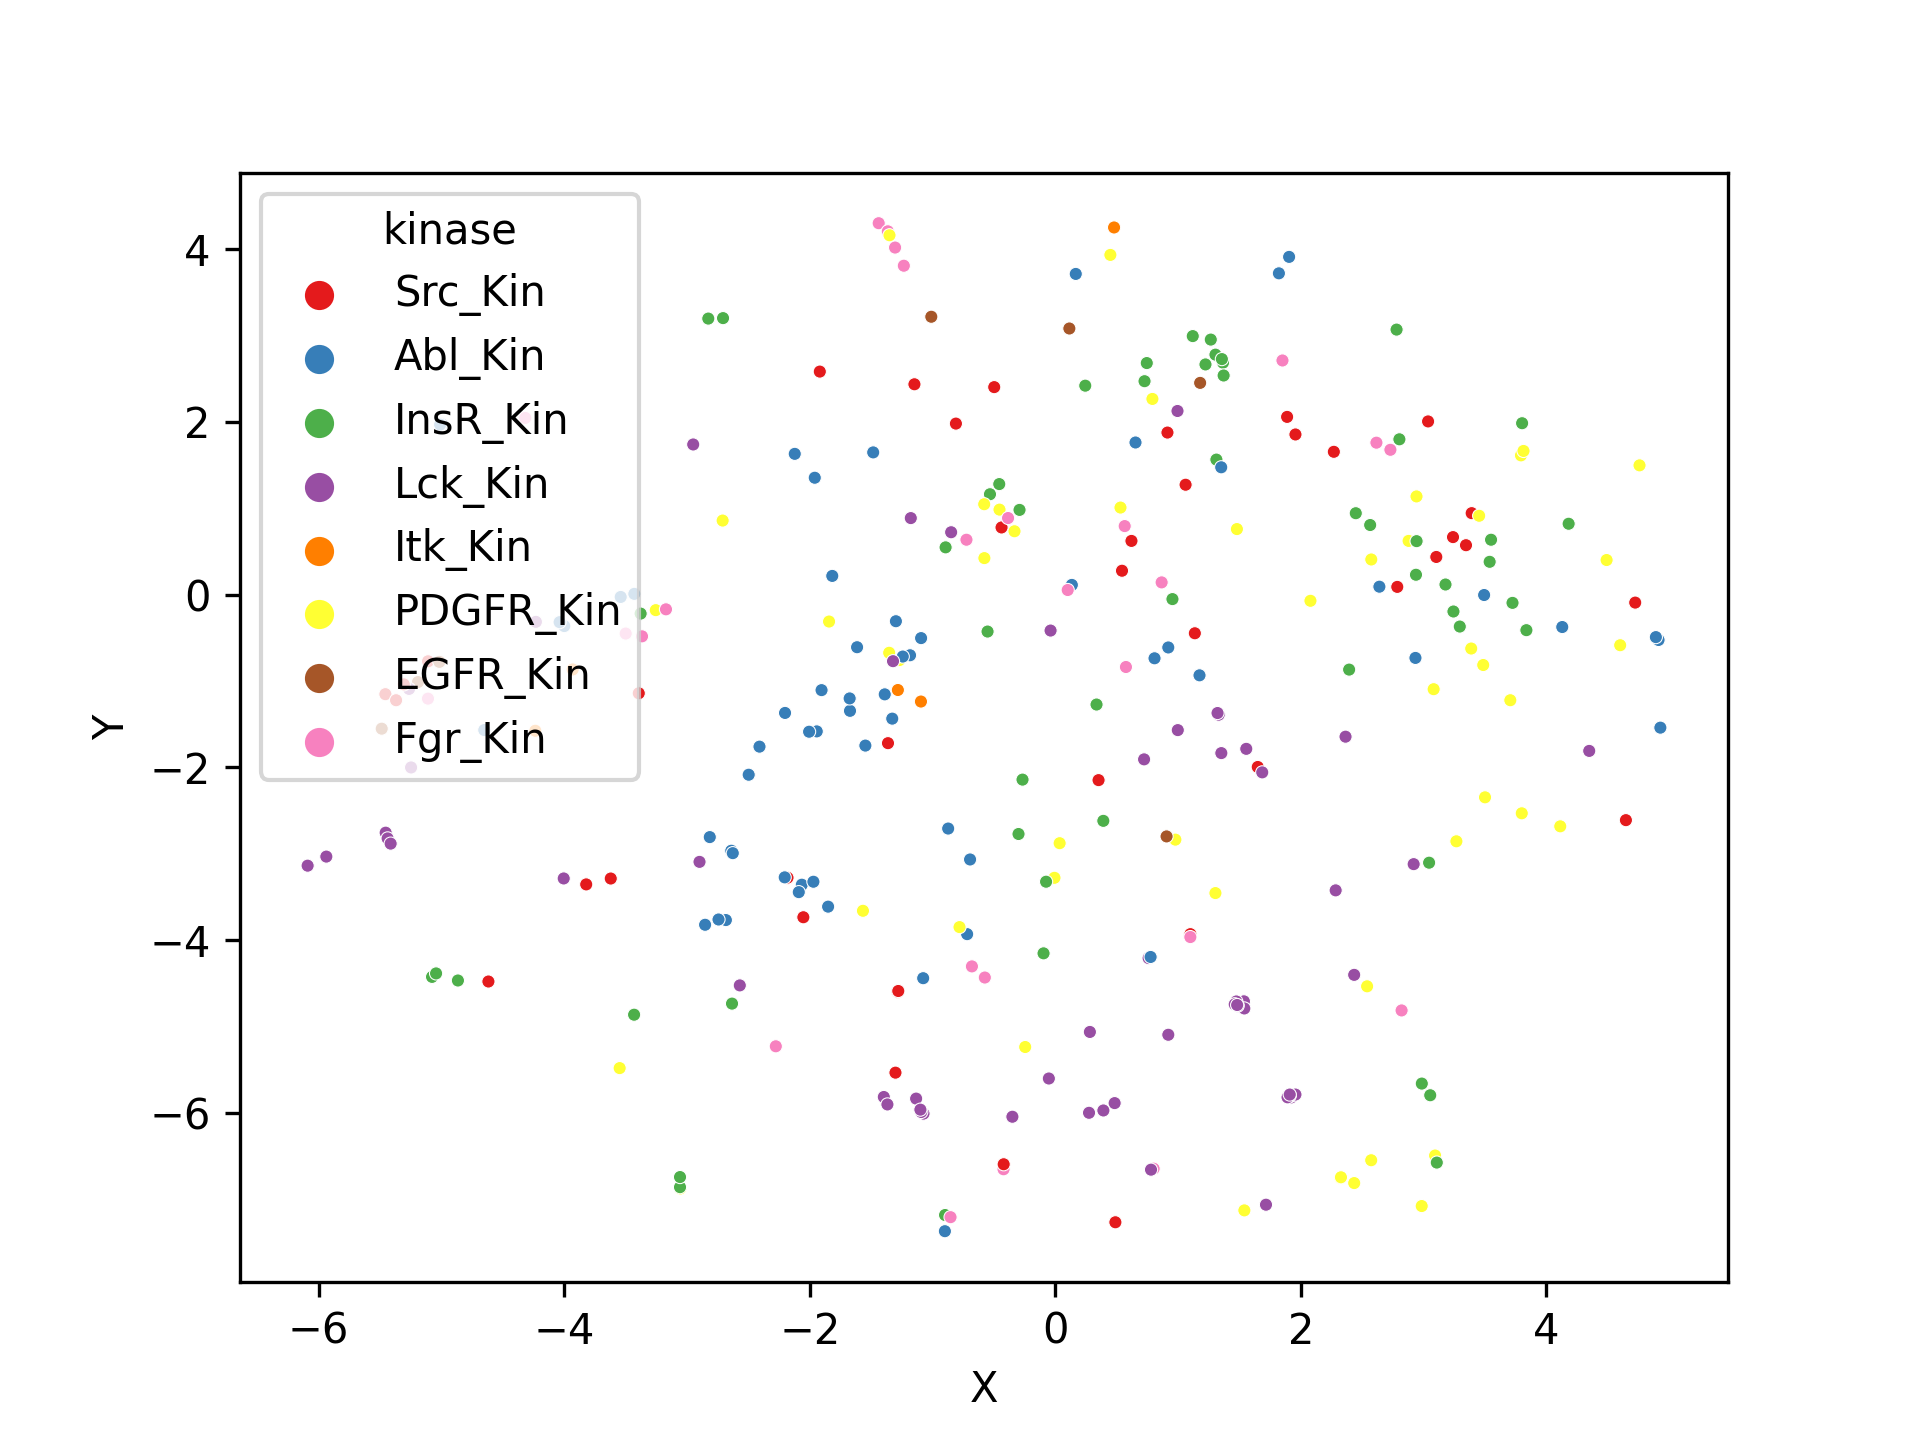 kinase
Src_Kin
Abl_Kin
InsR_Kin
Lck_Kin
Itk_Kin
PDGFR_Kin
EGFR_Kin
Fgr_Kin
4
2
0
−2
−4
−6
Y
−6 −4 −2 0 2 4
X